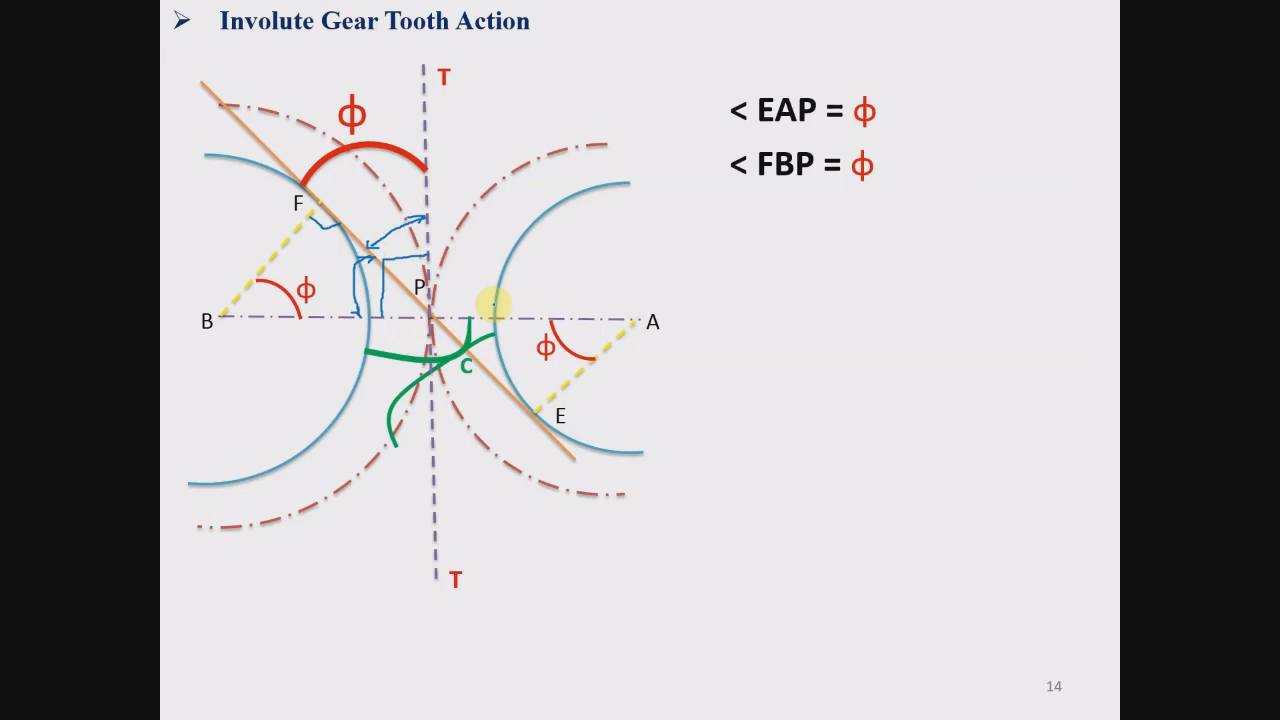 Involute Gear Tooth Action
T
ϕ
< EAP = ϕ
< FBP = ϕ
F
ϕ
P
B
A
ϕ
C
E
T
14